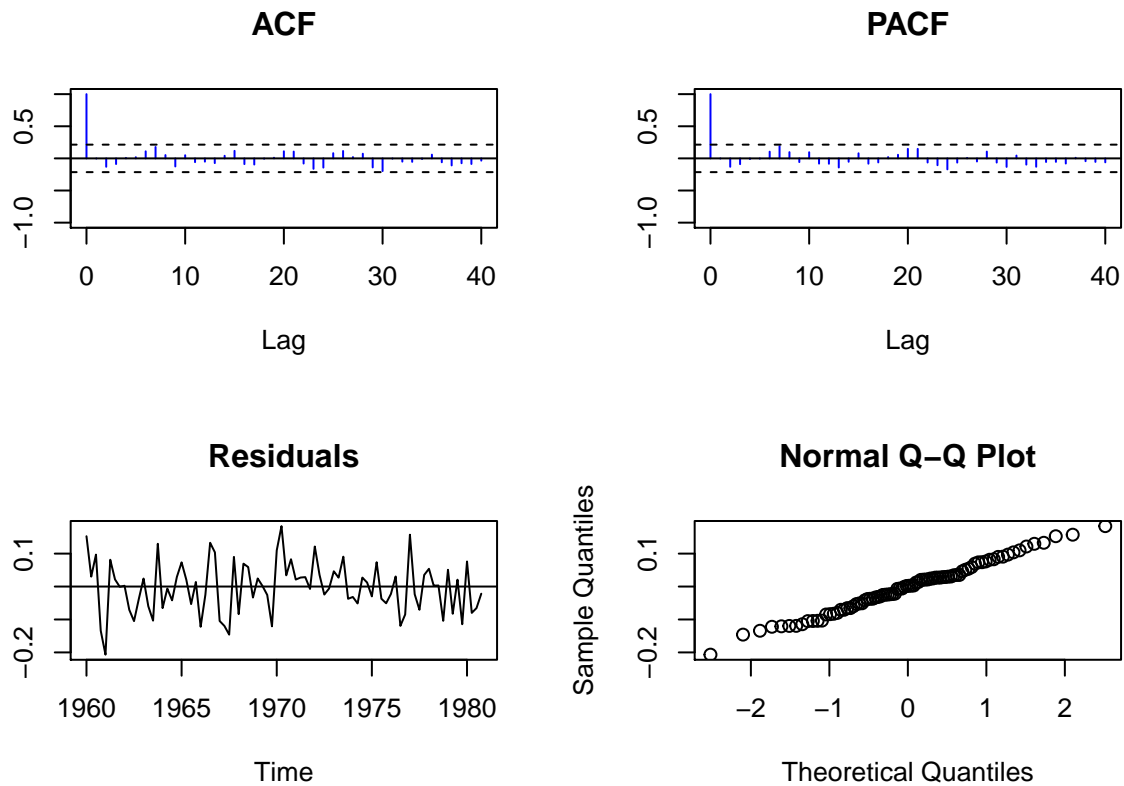 ACF
0.5
−1.0
0 10 20 30 40
Lag
PACF
0.5
−1.0
0 10 20 30 40
Lag
Residuals
0.1
−0.2
1960 1965 1970 1975 1980
Time
Normal Q−Q Plot
Sample Quantiles
0.1
−0.2
−2 −1 0 1 2
Theoretical Quantiles